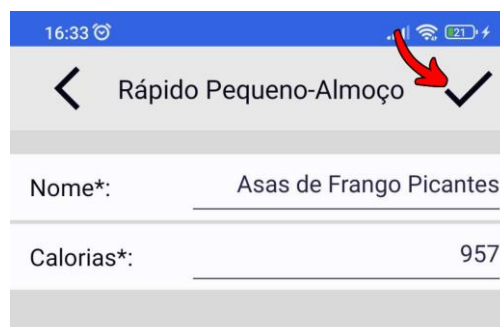 16:33
21
Rápido Pequeno-Almoço
Nome*: Asas de Frango Picantes
Calorias*: 957